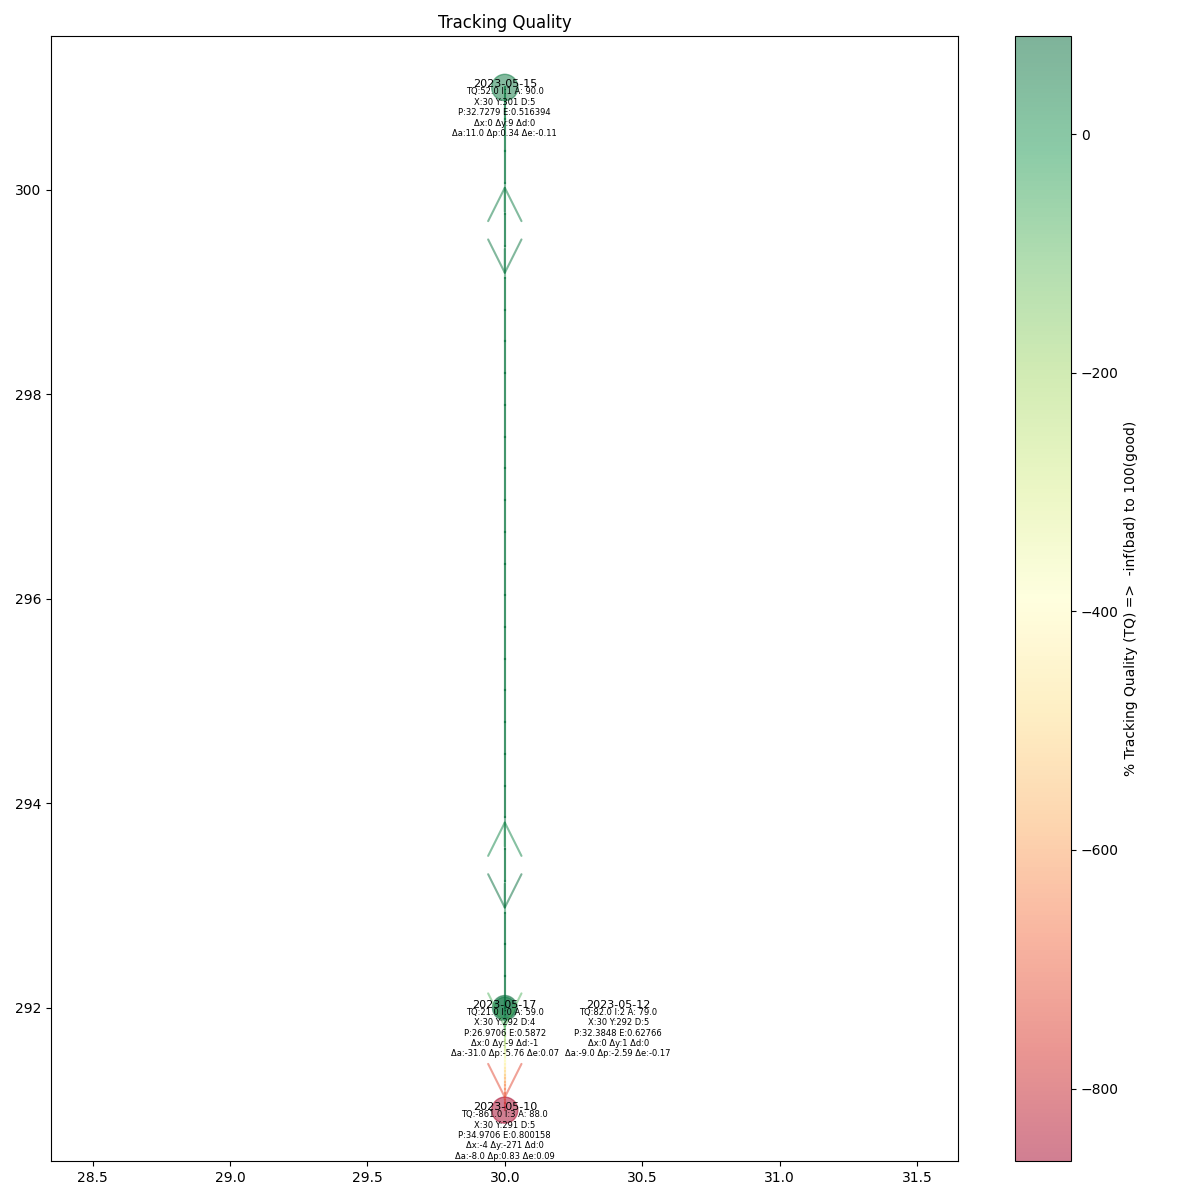 Tracking Quality
2023-05-15
TQ:52.0 I:1 A: 90.0
X:30 Y:301 D:5
P:32.7279 E:0.516394
Δx:0 Δy:9 Δd:0
Δa:11.0 Δp:0.34 Δe:-0.11
300
298
296
294
292
2023-05-17
TQ:21.0 I:0 A: 59.0
X:30 Y:292 D:4
P:26.9706 E:0.5872
Δx:0 Δy:-9 Δd:-1
Δa:-31.0 Δp:-5.76 Δe:0.07
2023-05-12
TQ:82.0 I:2 A: 79.0
X:30 Y:292 D:5
P:32.3848 E:0.62766
Δx:0 Δy:1 Δd:0
Δa:-9.0 Δp:-2.59 Δe:-0.17
2023-05-10
TQ:-861.0 I:3 A: 88.0
X:30 Y:291 D:5
P:34.9706 E:0.800158
Δx:-4 Δy:-271 Δd:0
Δa:-8.0 Δp:0.83 Δe:0.09
28.5
29.0
29.5
30.0
30.5
31.0
31.5
0
−200
−400
−600
−800
% Tracking Quality (TQ) => -inf(bad) to 100(good)